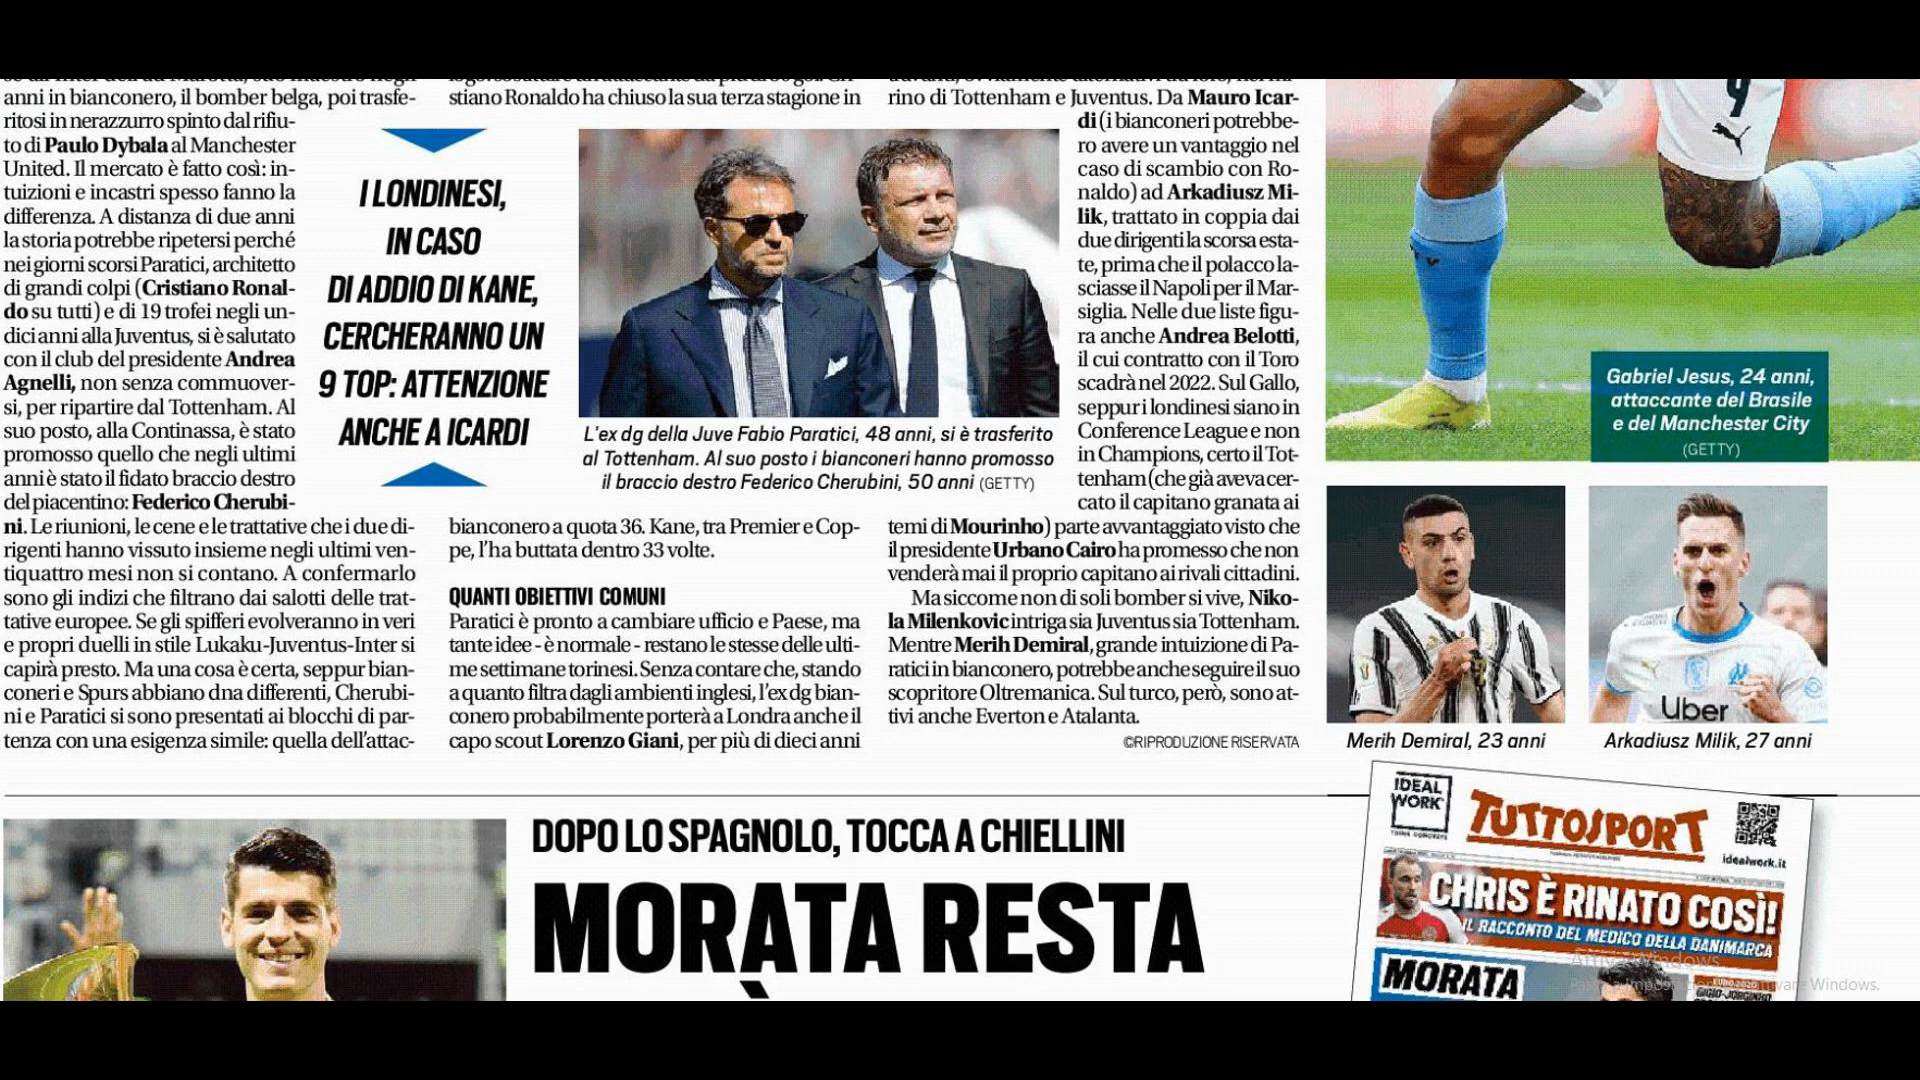 anni in bianconero, il bomber belga, poi trasfe-
ritosi in nerazzurro spinto dal rifiu-
to di Paulo Dybala al Manchester
United. Il mercato è fatto così: in-
tuizioni e incastri spesso fanno la
differenza. A distanza di due anni
la storia potrebbe ripetersi perché
nei giorni scorsi Paratici, architetto
di grandi colpi (Cristiano Ronal-
do su tutti) e di 19 trofei negli un-
dici anni alla Juventus, si è salutato
con il club del presidente Andrea
Agnelli, non senza commuover-
si, per ripartire dal Tottenham. Al
suo posto, alla Continassa, è stato
promosso quello che negli ultimi
anni è stato il fidato braccio destro
del piacentino: Federico Cherubi-
ni. Le riunioni, le cene e le trattative che i due di-
rigenti hanno vissuto insieme negli ultimi ven-
tiquattro mesi non si contano. A confermarlo
sono gli indizi che filtrano dai salotti delle trat-
tative europee. Se gli spifferi evolveranno in veri
e propri duelli in stile Lukaku-Juventus-Inter si
capirà presto. Ma una cosa è certa, seppur bian-
coneri e Spurs abbiano dna differenti, Cherubi-
ni e Paratici si sono presentati ai blocchi di par-
tenza con una esigenza simile: quella dell'attac-
I LONDINESI,
IN CASO
DI ADDIO DI KANE,
CERCHERANNO UN
9 TOP: ATTENZIONE
ANCHE A ICARDI
stiano Ronaldo ha chiuso la sua terza stagione in
L'ex dg della Juve Fabio Paratici, 48 anni, si è trasferito
al Tottenham. Al suo posto i bianconeri hanno promosso
il braccio destro Federico Cherubini, 50 anni (GETTY)
bianconero a quota 36. Kane, tra Premier e Cop-
pe, l'ha buttata dentro 33 volte.
QUANTI OBIETTIVI COMUNI
Paratici è pronto a cambiare ufficio e Paese, ma
tante idee - è normale - restano le stesse delle ulti-
me settimane torinesi. Senza contare che, stando
a quanto filtra dagli ambienti inglesi, l'ex dg bian-
conero probabilmente porterà a Londra anche il
capo scout Lorenzo Giani, per più di dieci anni
rino di Tottenham e Juventus. Da Mauro Icar-
di (i bianconeri potrebbe-
ro avere un vantaggio nel
caso di scambio con Ro-
naldo) ad Arkadiusz Mi-
lik, trattato in coppia dai
due dirigenti la scorsa esta-
te, prima che il polacco la-
sciasse il Napoli per il Mar-
siglia. Nelle due liste figu-
ra anche Andrea Belotti,
il cui contratto con il Toro
scadrà nel 2022. Sul Gallo,
seppur i londinesi siano in
Conference League e non
in Champions, certo il Tot-
tenham (che già aveva cer-
cato il capitano granata ai
temi di Mourinho) parte avvantaggiato visto che
il presidente Urbano Cairo ha promesso che non
venderà mai il proprio capitano ai rivali cittadini.
Ma siccome non di soli bomber si vive, Niko-
la Milenkovic intriga sia Juventus sia Tottenham.
Mentre Merih Demiral, grande intuizione di Pa-
ratici in bianconero, potrebbe anche seguire il suo
scopritore Oltremanica. Sul turco, però, sono at-
tivi anche Everton e Atalanta.
©RIPRODUZIONE RISERVATA
9
Gabriel Jesus, 24 anni,
attaccante del Brasile
e del Manchester City
(GETTY)
Uber
Merih Demiral, 23 anni
Arkadiusz Milik, 27 anni
DOPO LO SPAGNOLO, TOCCA A CHIELLINI
MORATA RESTA
IDEAL
WORK
TUTTOSPORT
idealwork.it
CHRIS È RINATO COSÌ!
IL RACCONTO DEL MEDICO DELLA DANIMARCA
MORATA